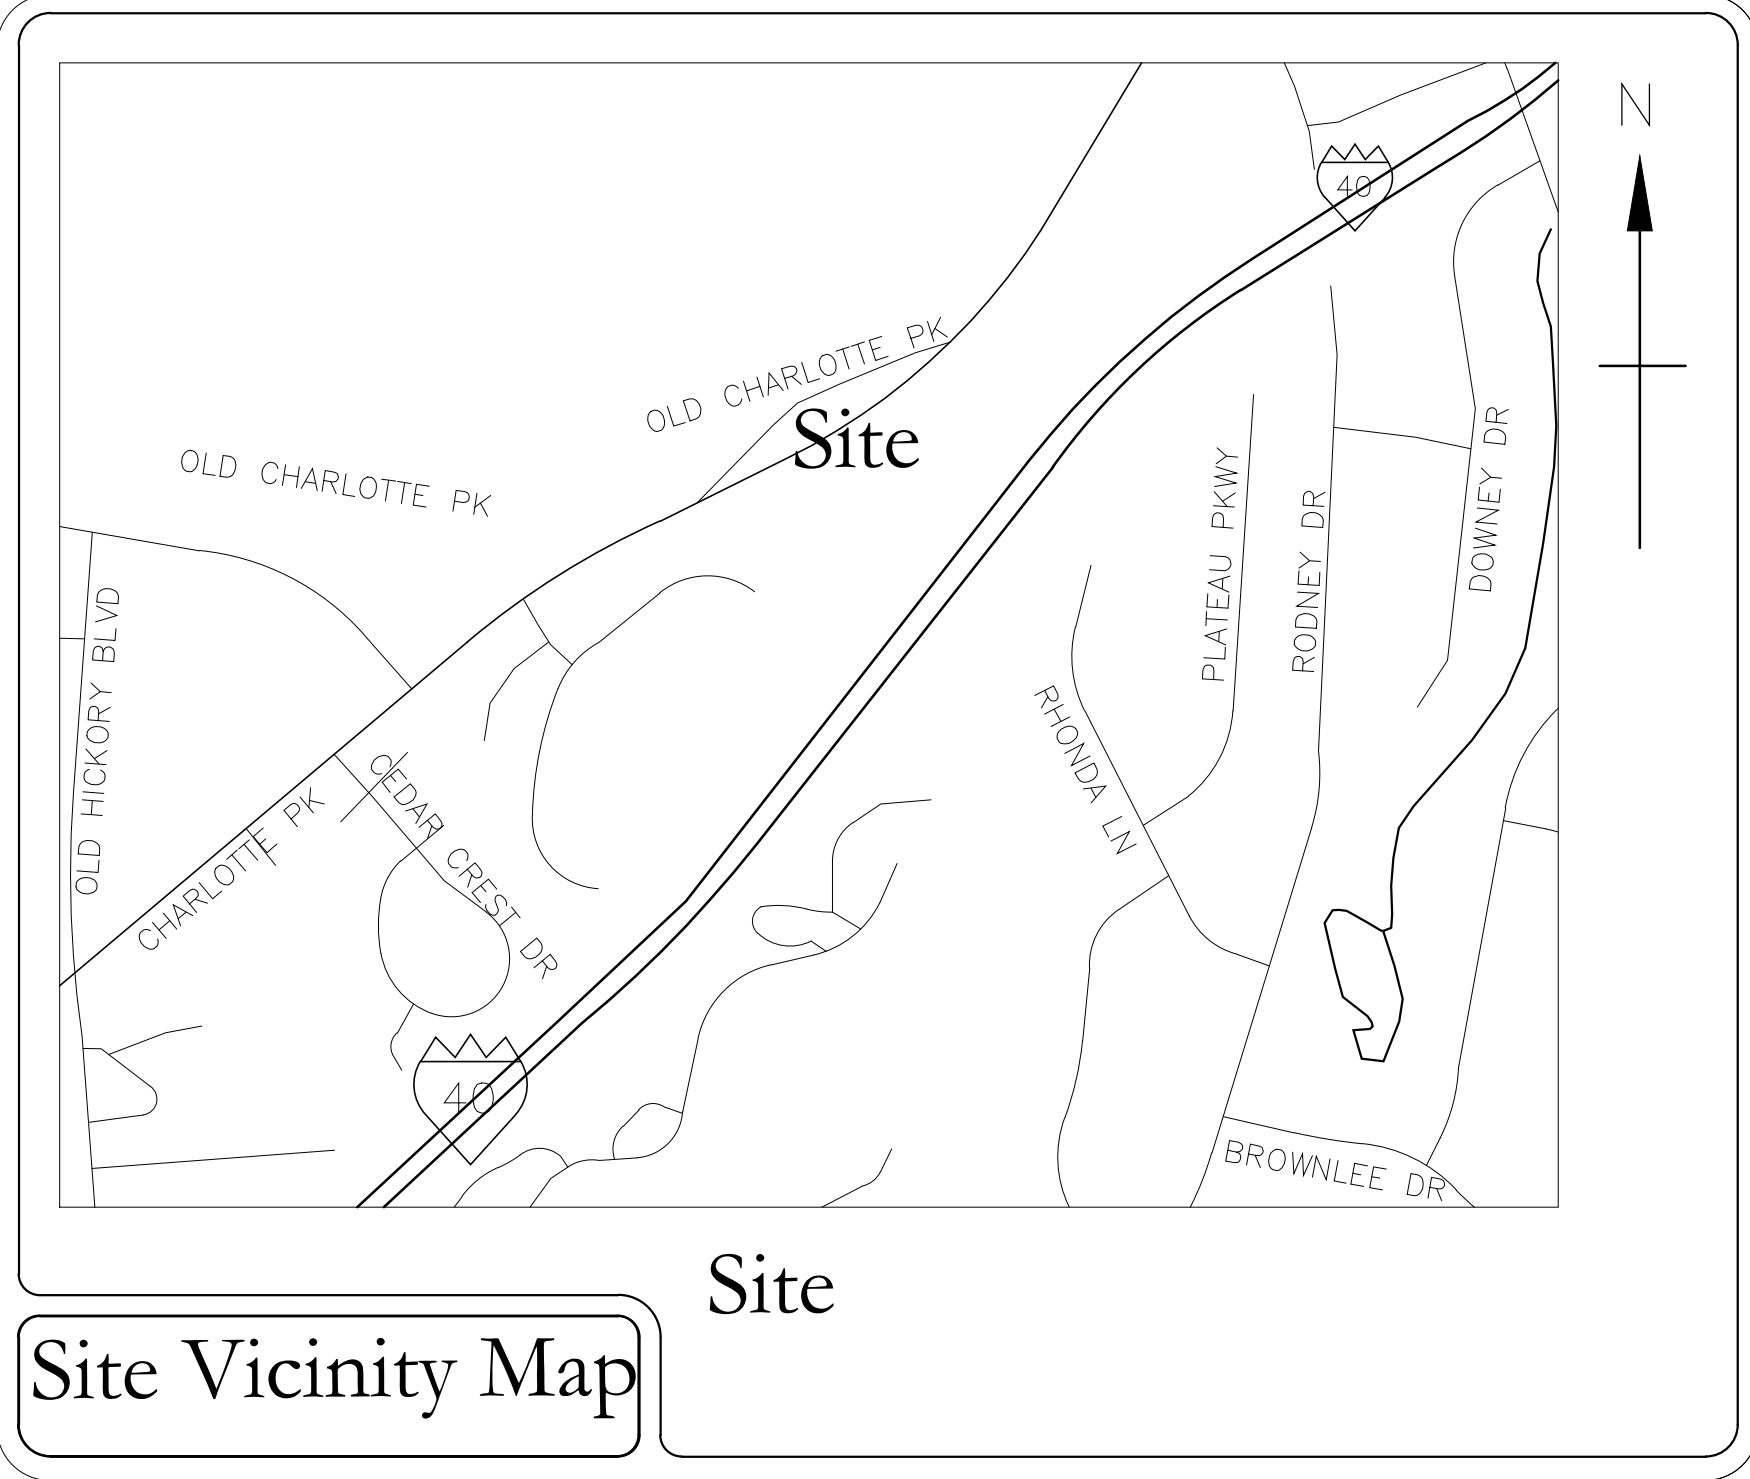 N
40
OLD CHARLOTTE PK
Site
OLD CHARLOTTE PK
DOWNEY DR
PLATEAU PKWY
RODNEY DR
OLD HICKORY BLVD
RHONDA LN
CEDAR CREST DR
CHARLOTTE PK
40
BROWNLEE DR
Site
Site Vicinity Map